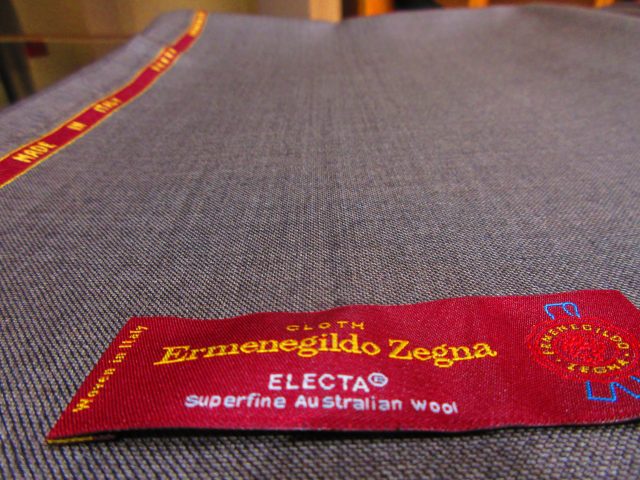 MADE IN ITALY
CLOTH
Ermenegildo Zegna
ELECTA®
Superfine Australian Wool
Woven in Italy
E
ERMENEGILDO
ZEGNA